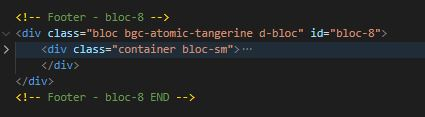 <!-- Footer - bloc-8 -->
<div class="bloc bgc-atomic-tangerine d-bloc" id="bloc-8">
<div class="container bloc-sm">…
</div>
</div>
<!-- Footer - bloc-8 END -->